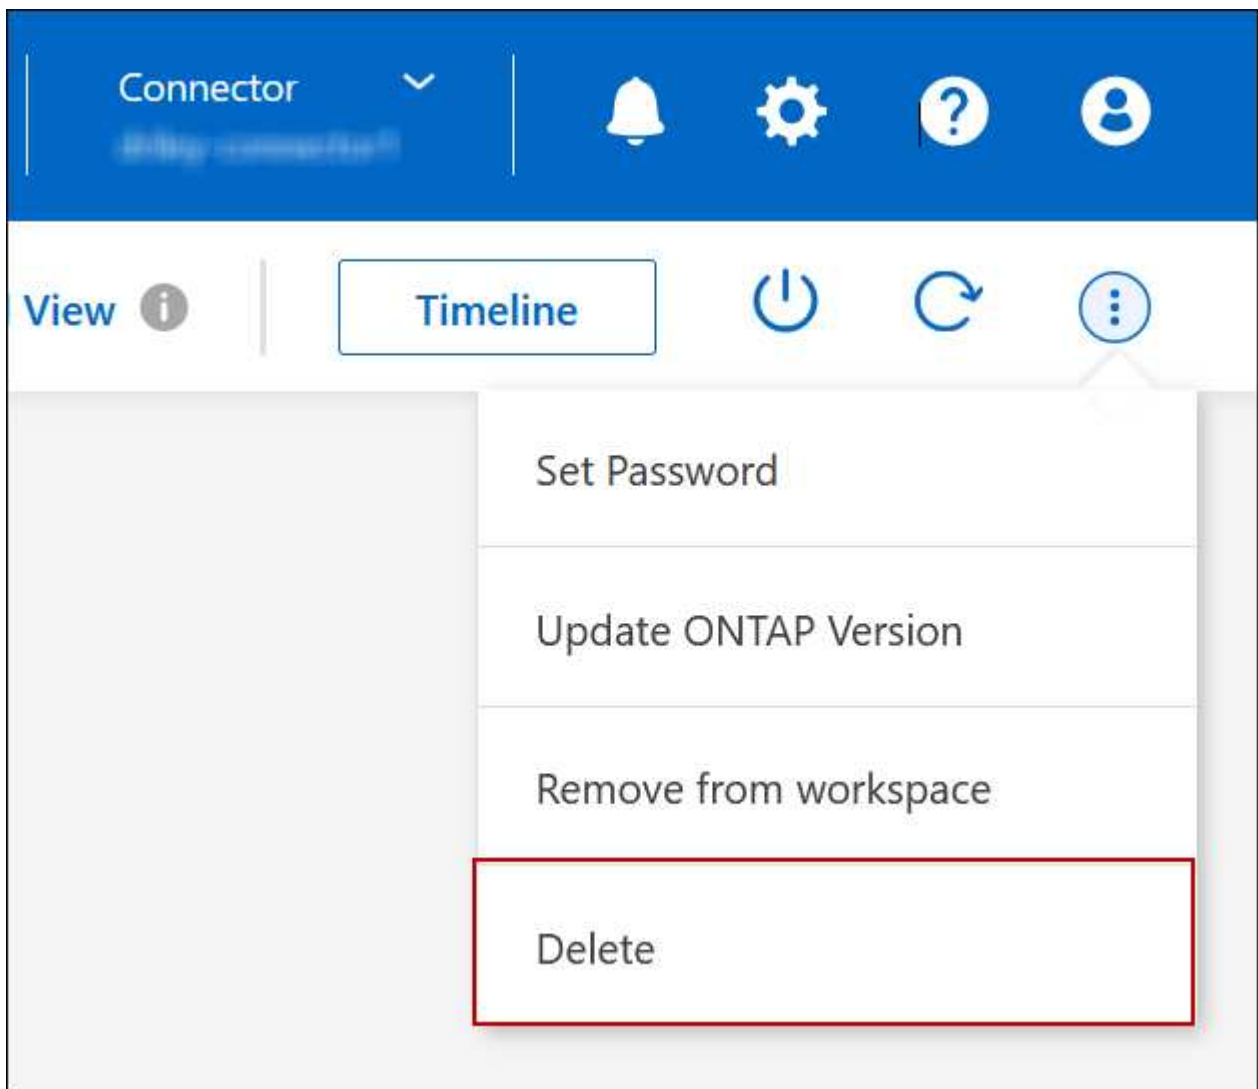 Connector
View
Timeline
Set Password
Update ONTAP Version
Remove from workspace
Delete